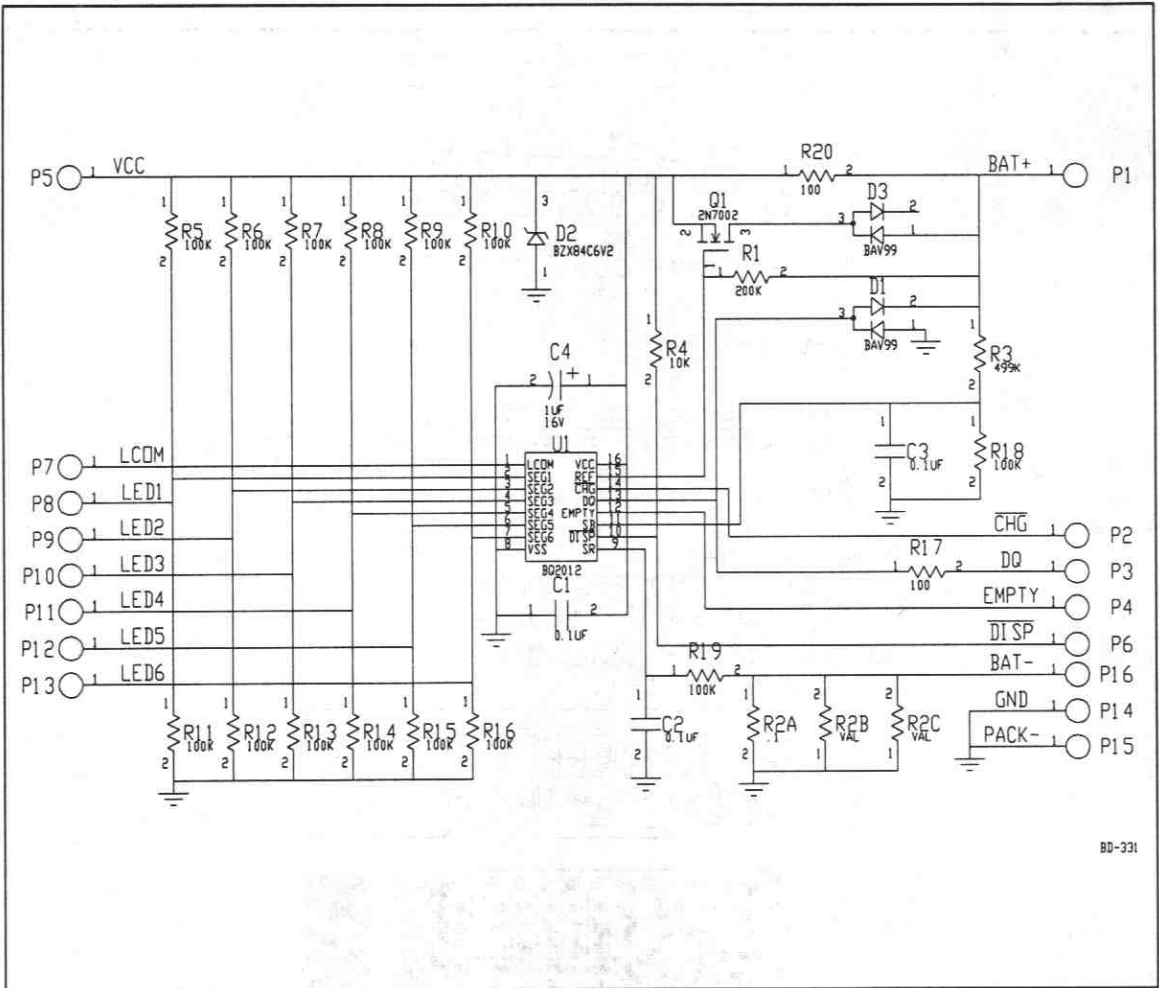 P5 1 VCC
R20
1 2
100
BAT+ 1 P1
1 R5 100K 2
1 R6 100K 2
1 R7 100K 2
1 R8 100K 2
1 R9 100K 2
1 R10 100K 2
3 D2
BZX84C6V2
1
Q1
2N7002
2 3
D3
3 2
1
BAV99
R1
1 2
200K
D1
3 2
1
BAV99
1 R4
10K
2
1 R3
499K
2
C4
2 + 1
1UF
16V
1 C3
0.1UF
2
1 R18
100K
2
U1
1 LCOM VCC 16
2 SEG1 REF 15
3 SEG2 CHG 14
4 SEG3 DQ 13
5 SEG4 EMPTY 12
6 SEG5 SB 11
7 SEG6 DISP 10
8 VSS SR 9
BQ2012
C1
1 2
0.1UF
P7 1 LCOM
P8 1 LED1
P9 1 LED2
P10 1 LED3
P11 1 LED4
P12 1 LED5
P13 1 LED6
CHG 1 P2
R17
1 2
100
DQ 1 P3
EMPTY 1 P4
DISP 1 P6
BAT- 1 P16
GND 1 P14
PACK- 1 P15
R19
1 2
100K
1 R11 100K 2
1 R12 100K 2
1 R13 100K 2
1 R14 100K 2
1 R15 100K 2
1 R16 100K 2
1 C2
0.1UF
2
1 R2A
.1
2
2 R2B
VAL
1
2 R2C
VAL
1
BD-331